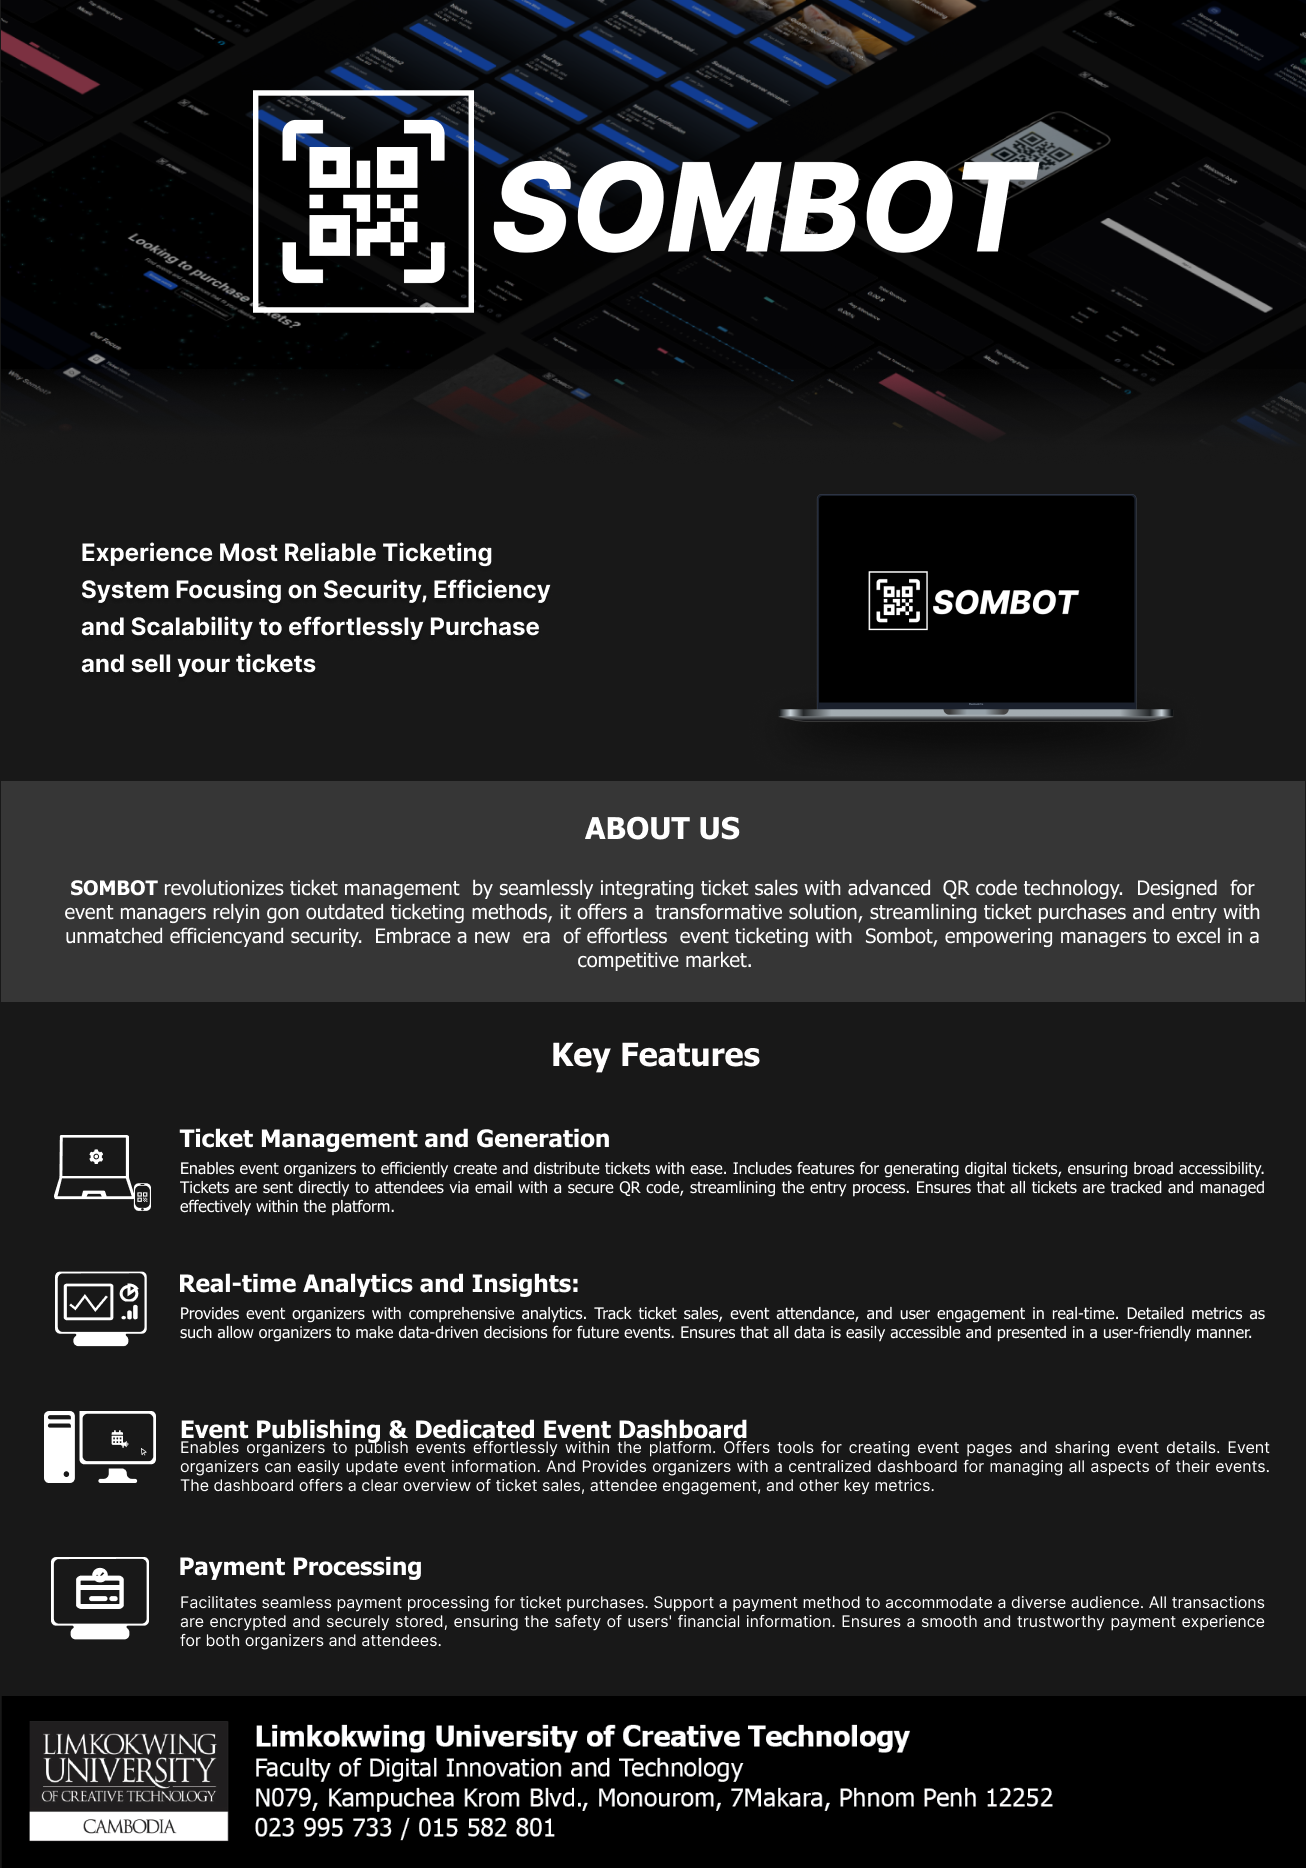 SOMBOT
Looking to purchase tickets?
Our Focus
Why Sombot?
Experience Most Reliable Ticketing
System Focusing on Security, Efficiency
and Scalability to effortlessly Purchase
and sell your tickets
SOMBOT
ABOUT US
SOMBOT revolutionizes ticket management by seamlessly integrating ticket sales with advanced QR code technology. Designed for
event managers relyin gon outdated ticketing methods, it offers a transformative solution, streamlining ticket purchases and entry with
unmatched efficiencyand security. Embrace a new era of effortless event ticketing with Sombot, empowering managers to excel in a
competitive market.
Key Features
Ticket Management and Generation
Enables event organizers to efficiently create and distribute tickets with ease. Includes features for generating digital tickets, ensuring broad accessibility.
Tickets are sent directly to attendees via email with a secure QR code, streamlining the entry process. Ensures that all tickets are tracked and managed
effectively within the platform.
Real-time Analytics and Insights:
Provides event organizers with comprehensive analytics. Track ticket sales, event attendance, and user engagement in real-time. Detailed metrics as
such allow organizers to make data-driven decisions for future events. Ensures that all data is easily accessible and presented in a user-friendly manner.
Event Publishing & Dedicated Event Dashboard
Enables organizers to publish events effortlessly within the platform. Offers tools for creating event pages and sharing event details. Event
organizers can easily update event information. And Provides organizers with a centralized dashboard for managing all aspects of their events.
The dashboard offers a clear overview of ticket sales, attendee engagement, and other key metrics.
Payment Processing
Facilitates seamless payment processing for ticket purchases. Support a payment method to accommodate a diverse audience. All transactions
are encrypted and securely stored, ensuring the safety of users' financial information. Ensures a smooth and trustworthy payment experience
for both organizers and attendees.
LIMKOKWING
UNIVERSITY
OF CREATIVE TECHNOLOGY
CAMBODIA
Limkokwing University of Creative Technology
Faculty of Digital Innovation and Technology
N079, Kampuchea Krom Blvd., Monourom, 7Makara, Phnom Penh 12252
023 995 733 / 015 582 801